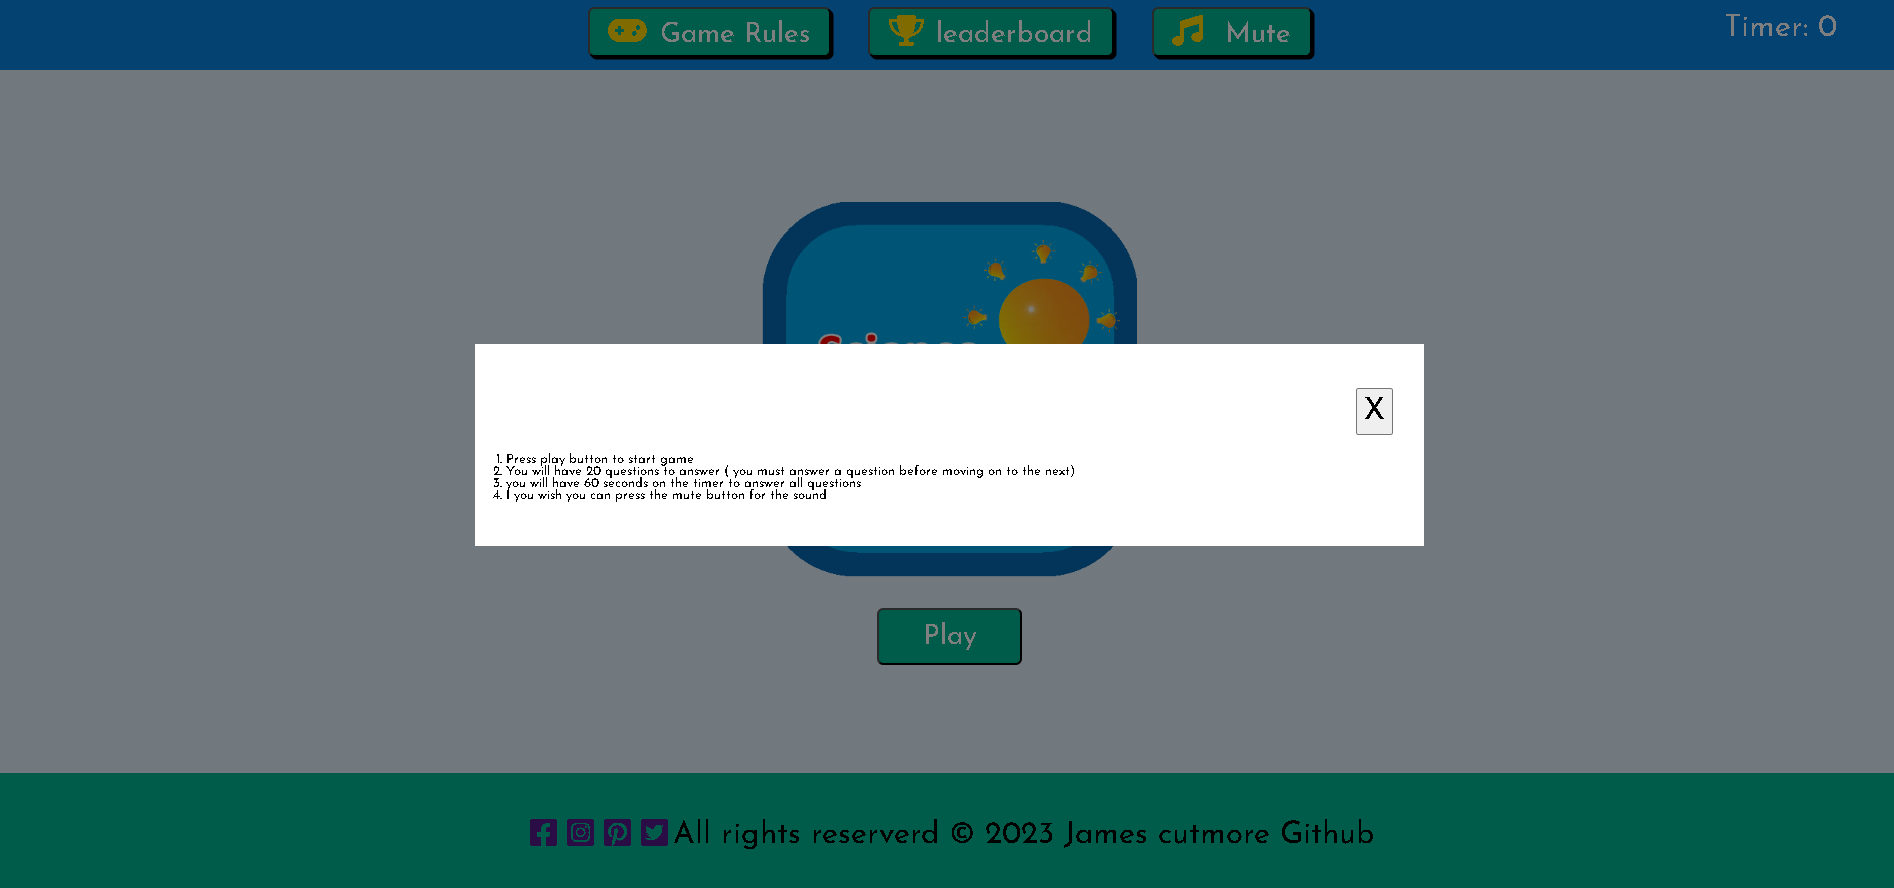 Game Rules
leaderboard
Mute
Timer: 0
X
1. Press play button to start game
2. You will have 20 questions to answer ( you must answer a question before moving on to the next)
3. you will have 60 seconds on the timer to answer all questions
4. I you wish you can press the mute button for the sound
Play
All rights reserverd © 2023 James cutmore Github